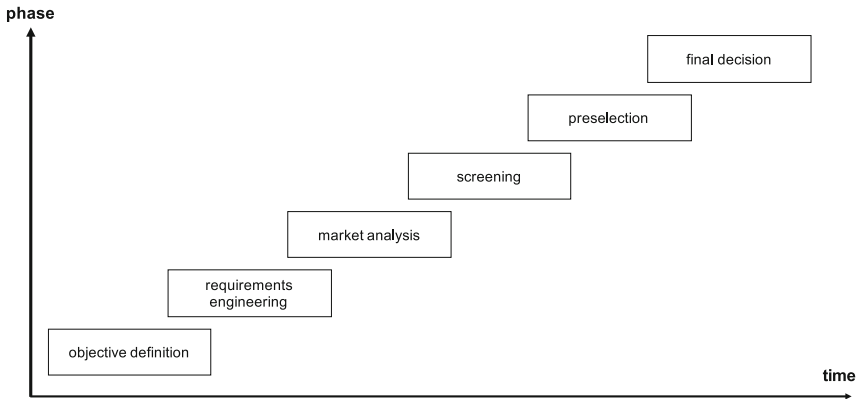 phase
final decision
preselection
screening
market analysis
requirements
engineering
objective definition
time